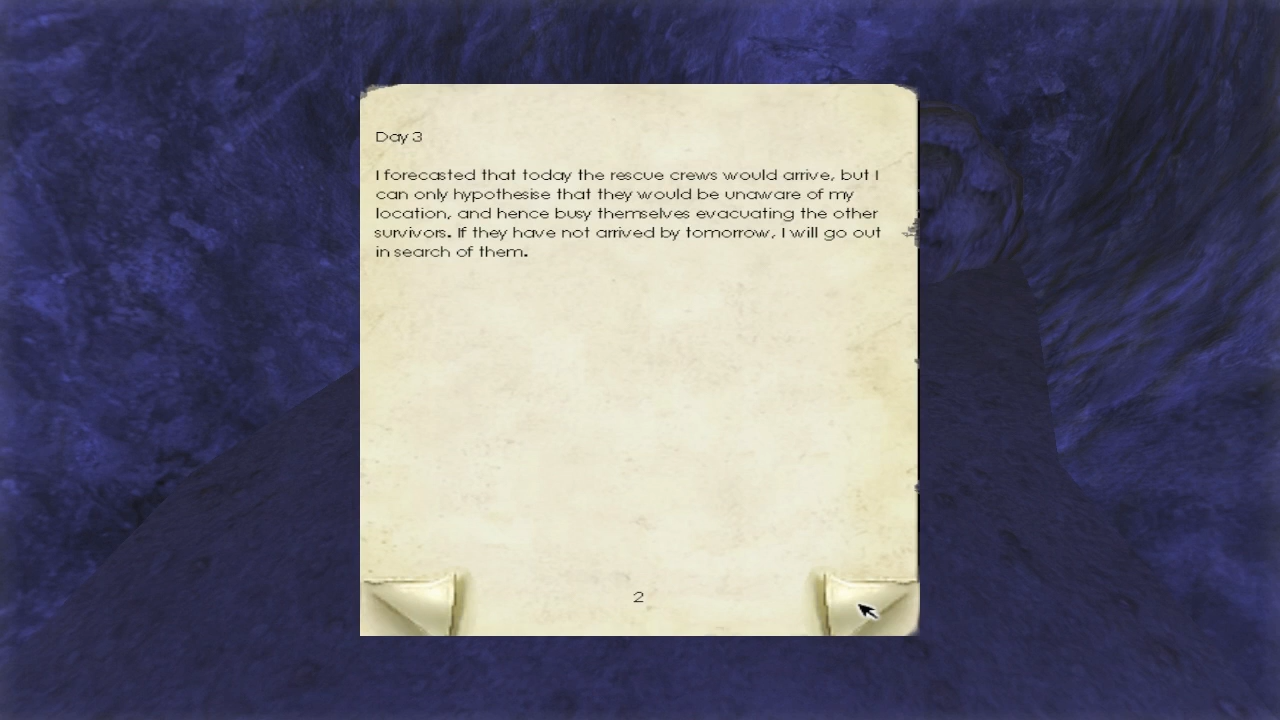 Day 3
I forecasted that today the rescue crews would arrive, but I
can only hypothesise that they would be unaware of my
location, and hence busy themselves evacuating the other
survivors. If they have not arrived by tomorrow, I will go out
in search of them.
2